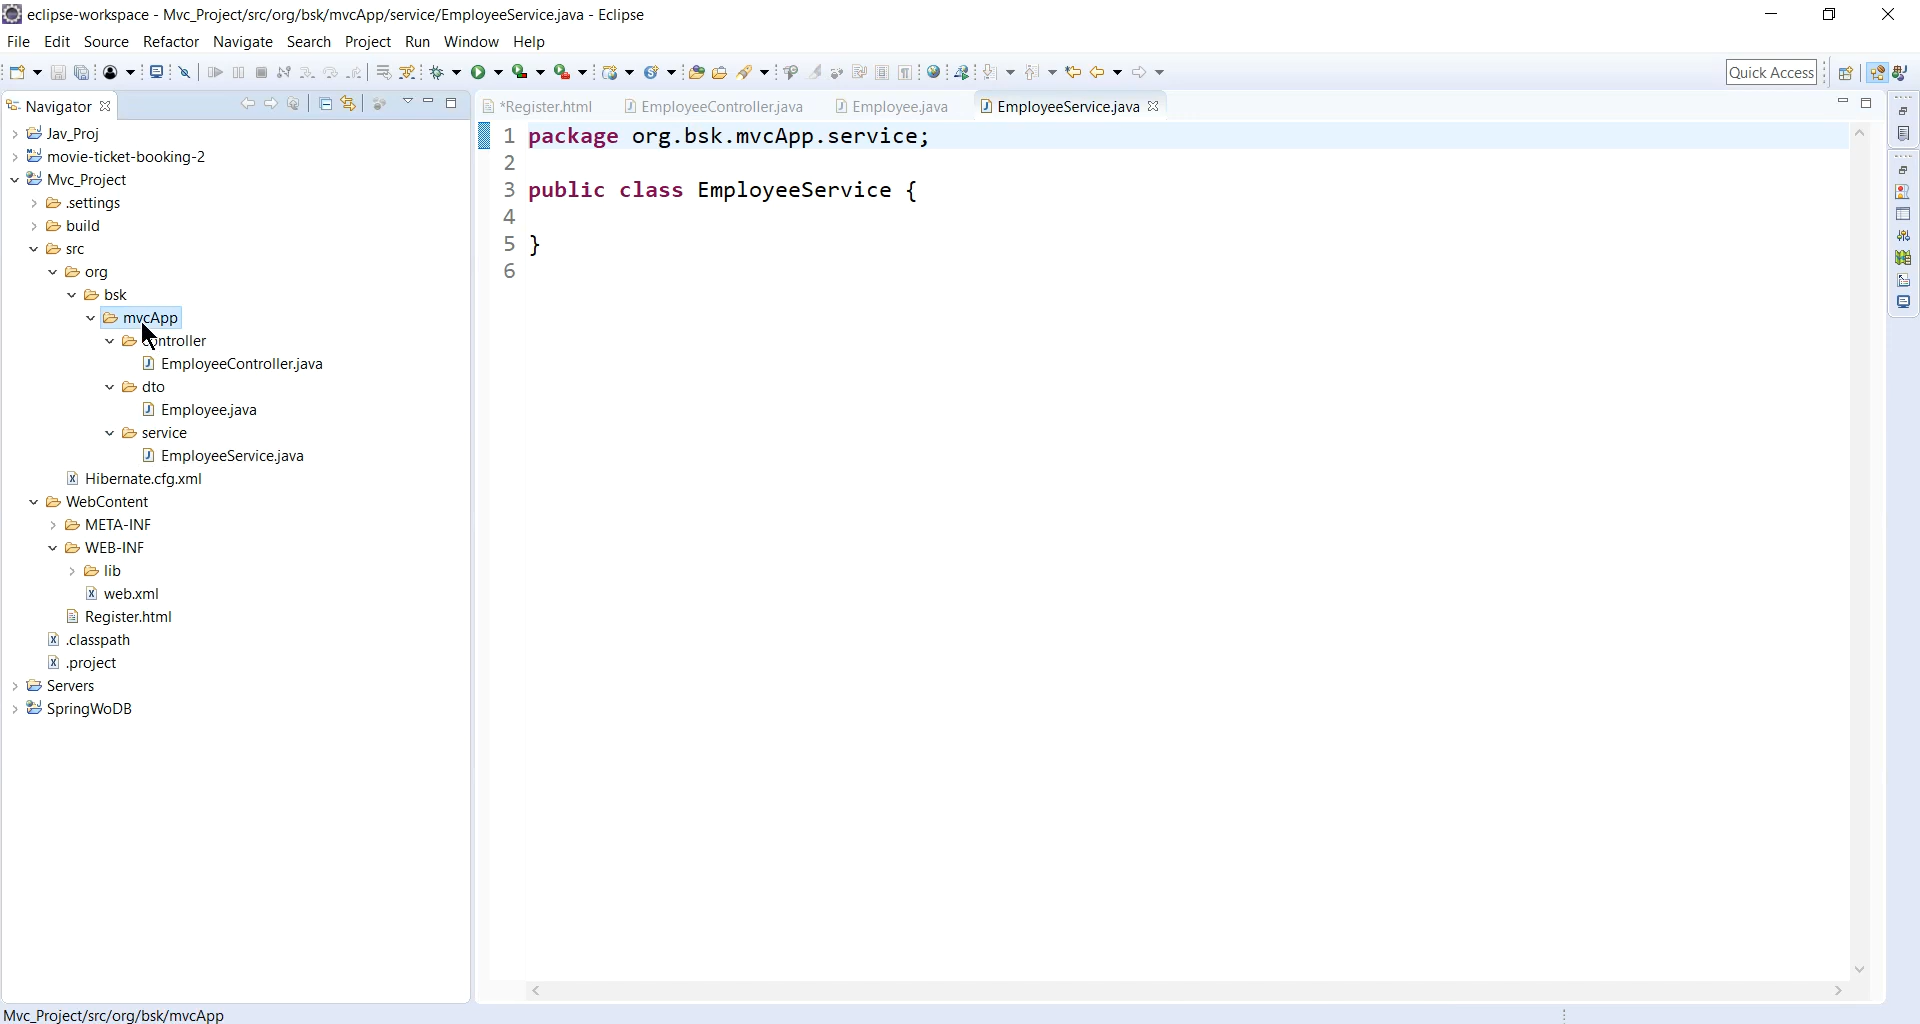 eclipse-workspace - Mvc_Project/src/org/bsk/mvcApp/service/EmployeeService.java - Eclipse
File Edit Source Refactor Navigate Search Project Run Window Help
Quick Access
Navigator
*Register.html EmployeeController.java Employee.java EmployeeService.java
Jav_Proj
movie-ticket-booking-2
Mvc_Project
.settings
build
src
org
bsk
mvcApp
controller
EmployeeController.java
dto
Employee.java
service
EmployeeService.java
Hibernate.cfg.xml
WebContent
META-INF
WEB-INF
lib
web.xml
Register.html
.classpath
.project
Servers
SpringWoDB
1 package org.bsk.mvcApp.service;
2
3 public class EmployeeService {
4
5 }
6
Mvc_Project/src/org/bsk/mvcApp